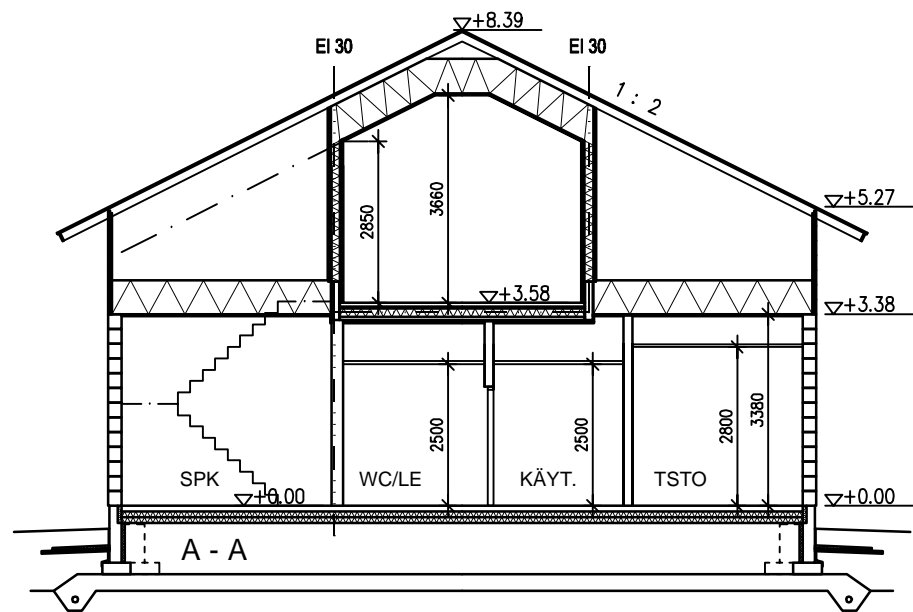 +8.39
EI 30
EI 30
1 : 2
+5.27
2850
3660
+3.58
+3.38
2500
2500
2800
3380
SPK
WC/LE
KÄYT.
TSTO
+0.00
+0.00
A - A